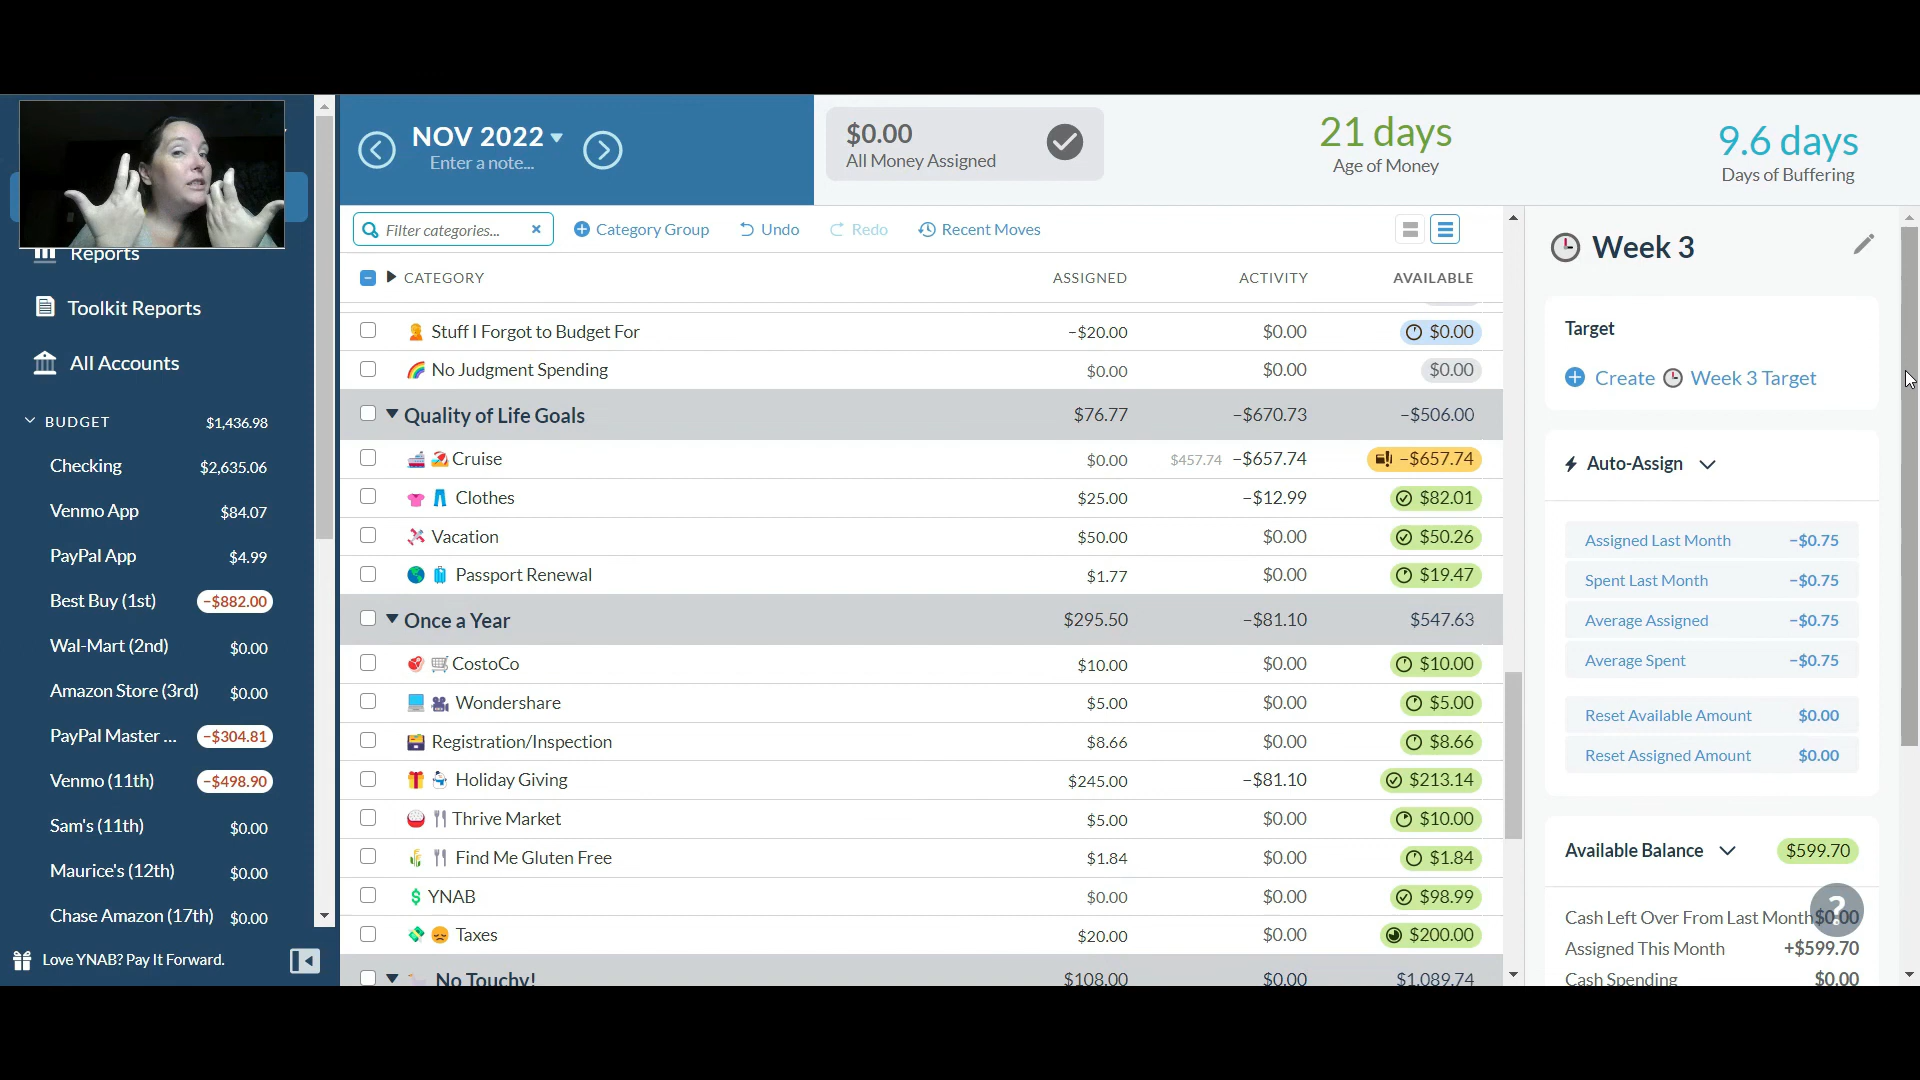 NOV 2022
Enter a note...
$0.00
All Money Assigned
21 days
Age of Money
9.6 days
Days of Buffering
Reports
Toolkit Reports
All Accounts
BUDGET $1,436.98
Checking $2,635.06
Venmo App $84.07
PayPal App $4.99
Best Buy (1st) −$882.00
Wal-Mart (2nd) $0.00
Amazon Store (3rd) $0.00
PayPal Master ... −$304.81
Venmo (11th) −$498.90
Sam's (11th) $0.00
Maurice's (12th) $0.00
Chase Amazon (17th) $0.00
Love YNAB? Pay It Forward.
Filter categories... × Category Group Undo Redo Recent Moves
CATEGORY ASSIGNED ACTIVITY AVAILABLE
Stuff I Forgot to Budget For −$20.00 $0.00 $0.00
No Judgment Spending $0.00 $0.00 $0.00
Quality of Life Goals $76.77 −$670.73 −$506.00
Cruise $0.00 $457.74 −$657.74 −$657.74
Clothes $25.00 −$12.99 $82.01
Vacation $50.00 $0.00 $50.26
Passport Renewal $1.77 $0.00 $19.47
Once a Year $295.50 −$81.10 $547.63
CostoCo $10.00 $0.00 $10.00
Wondershare $5.00 $0.00 $5.00
Registration/Inspection $8.66 $0.00 $8.66
Holiday Giving $245.00 −$81.10 $213.14
Thrive Market $5.00 $0.00 $10.00
Find Me Gluten Free $1.84 $0.00 $1.84
YNAB $0.00 $0.00 $98.99
Taxes $20.00 $0.00 $200.00
No Touchy! $108.00 $0.00 $1,089.74
Week 3
Target
Create Week 3 Target
Auto-Assign
Assigned Last Month −$0.75
Spent Last Month −$0.75
Average Assigned −$0.75
Average Spent −$0.75
Reset Available Amount $0.00
Reset Assigned Amount $0.00
Available Balance $599.70
?
Cash Left Over From Last Month $0.00
Assigned This Month +$599.70
Cash Spending $0.00